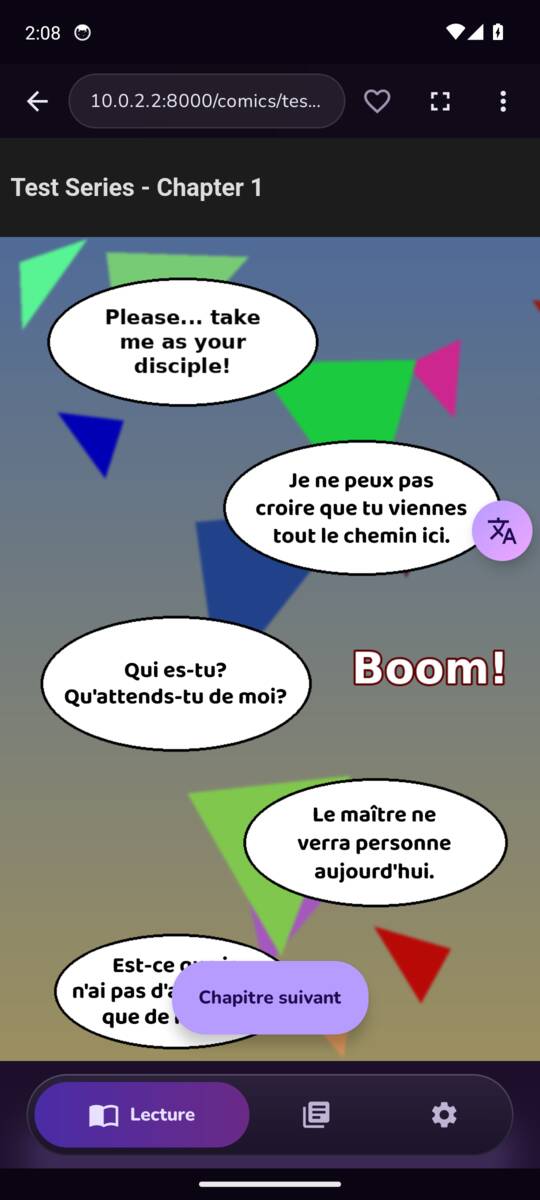 2:08
10.0.2.2:8000/comics/tes...
Test Series - Chapter 1
Please... take
me as your
disciple!
Je ne peux pas
croire que tu viennes
tout le chemin ici.
Qui es-tu?
Qu'attends-tu de moi?
Boom!
Le maître ne
verra personne
aujourd'hui.
Est-ce
n'ai pas
que de
Chapitre suivant
Lecture